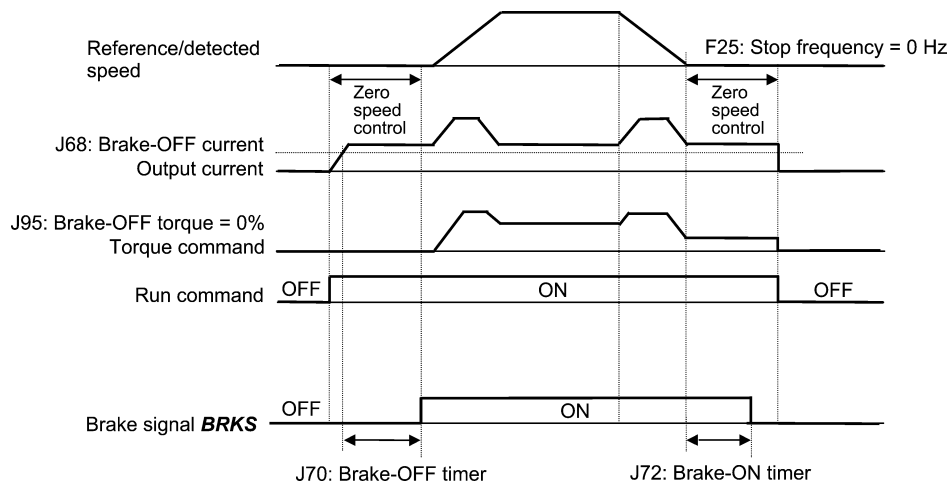 Reference/detected
speed
F25: Stop frequency = 0 Hz
Zero
speed
control
Zero
speed
control
J68: Brake-OFF current
Output current
J95: Brake-OFF torque = 0%
Torque command
Run command
OFF
ON
OFF
Brake signal BRKS
OFF
ON
J70: Brake-OFF timer
J72: Brake-ON timer